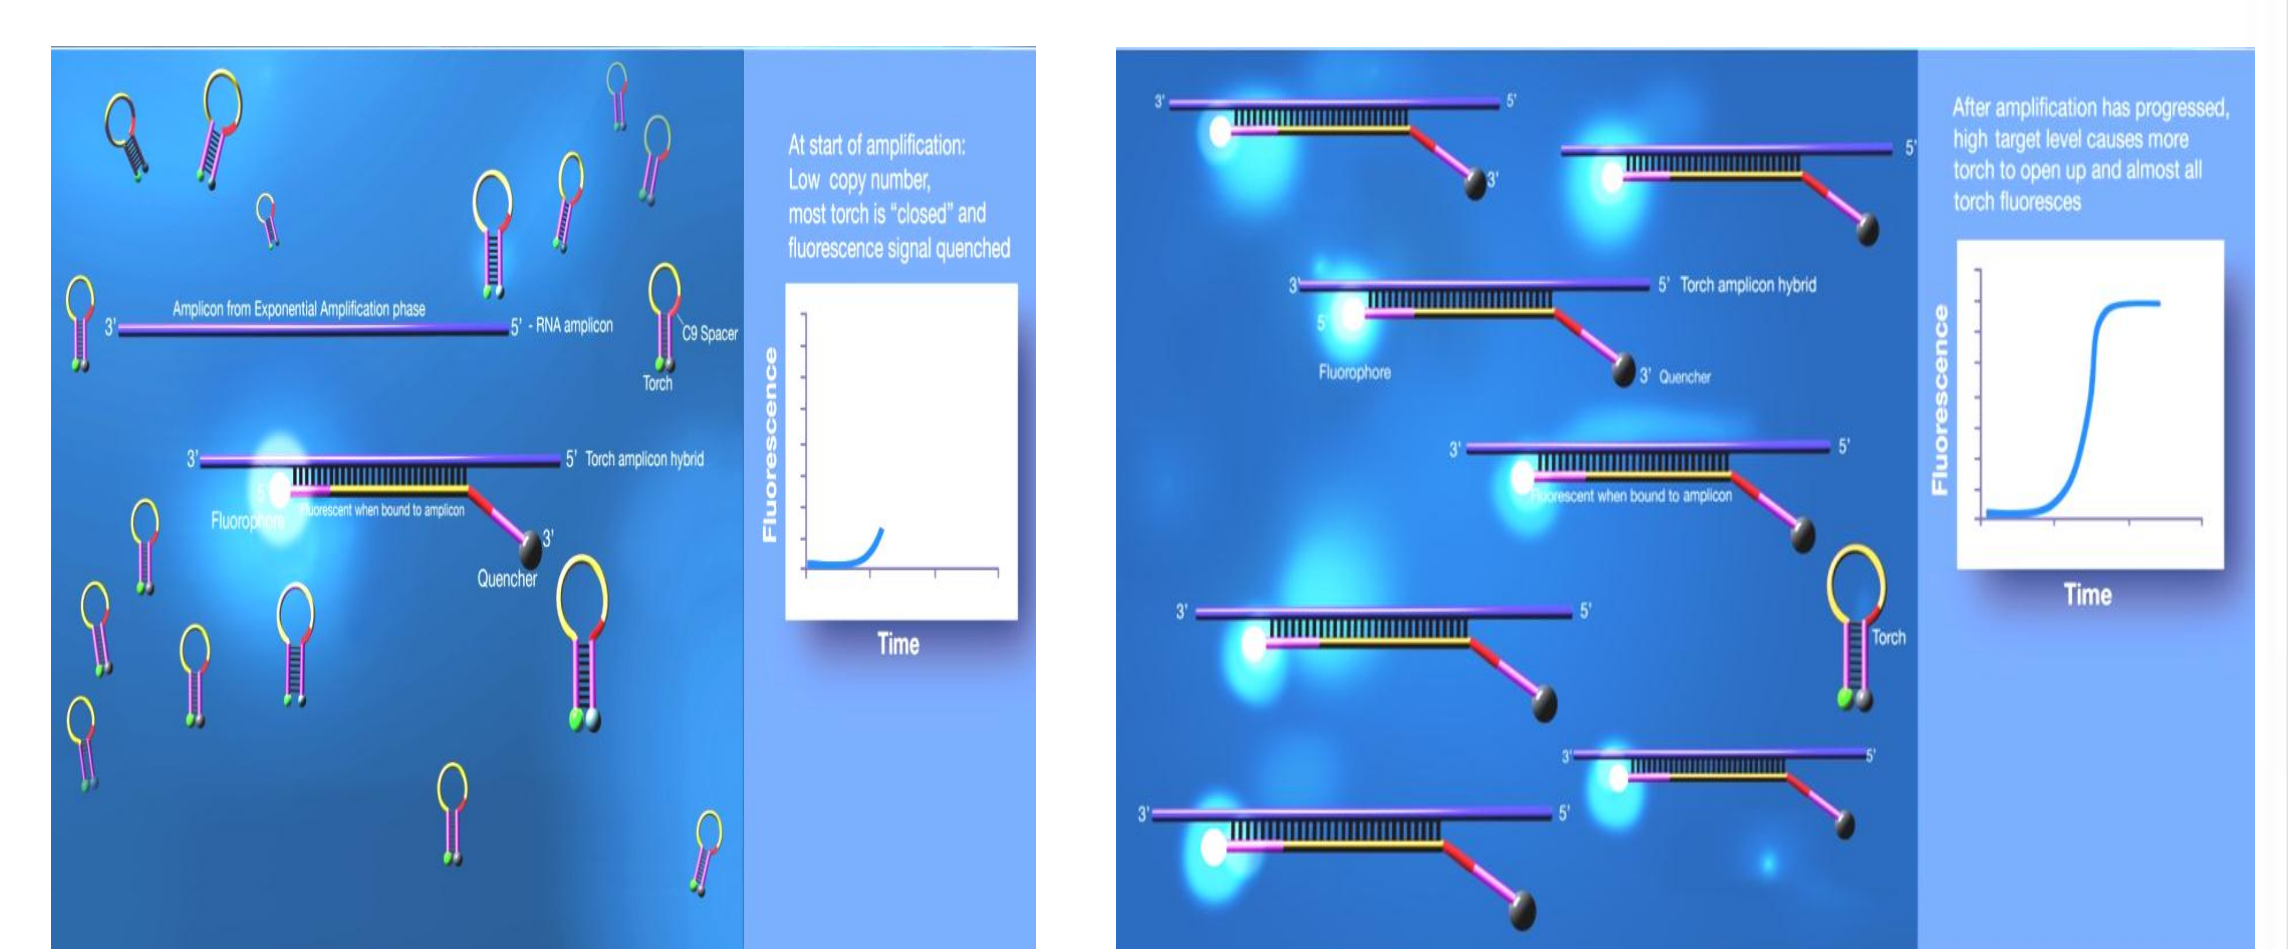 At start of amplification:
Low copy number,
most torch is “closed” and
fluorescence signal quenched
Amplicon from Exponential Amplification phase
3'
5'
- RNA amplicon
C9 Spacer
Torch
3'
5'
Torch amplicon hybrid
5'
Fluorophore
Fluorescent when bound to amplicon
3'
Quencher
Fluorescence
Time
After amplification has progressed,
high target level causes more
torch to open up and almost all
torch fluoresces
3'
5'
3'
5'
3'
5'
Torch amplicon hybrid
5'
Fluorophore
3'
Quencher
3'
5'
Fluorescent when bound to amplicon
3'
5'
Torch
3'
5'
3'
5'
Fluorescence
Time